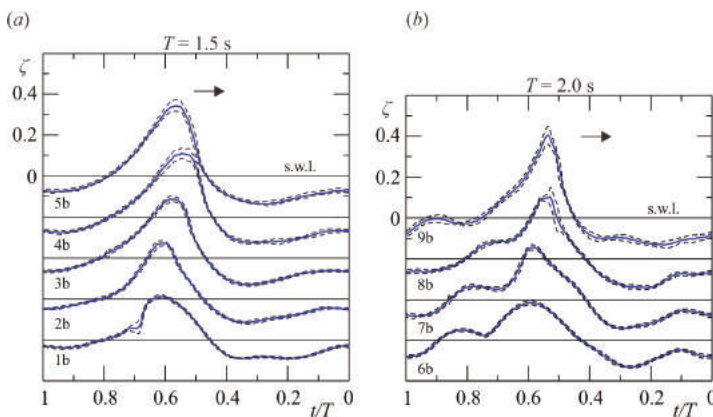 (a)
(b)
T = 1.5 s
T = 2.0 s
ζ
0.4
0.2
0
s.w.l.
5b
4b
3b
2b
1b
1 0.8 0.6 0.4 0.2 0
t/T
ζ
0.4
0.2
0
s.w.l.
9b
8b
7b
6b
1 0.8 0.6 0.4 0.2 0
t/T